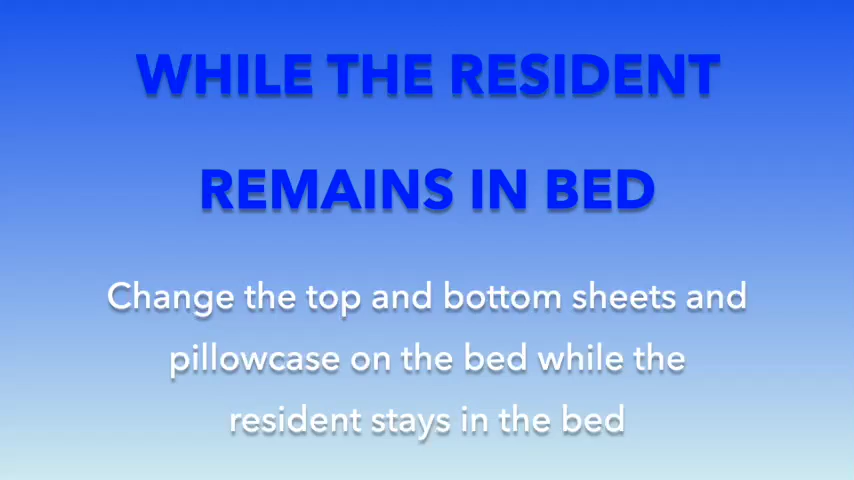 WHILE THE RESIDENT
REMAINS IN BED
Change the top and bottom sheets and
pillowcase on the bed while the
resident stays in the bed